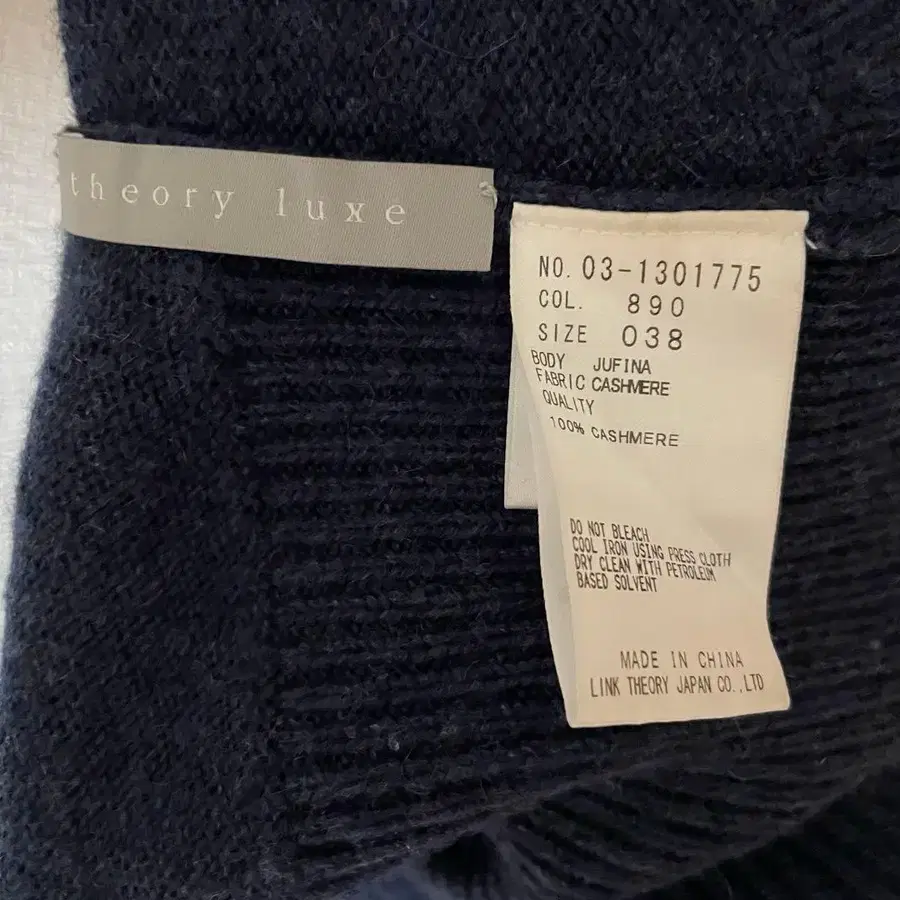 theory luxe
NO. 03-1301775
COL. 890
SIZE 038
BODY JUFINA
FABRIC CASHMERE
QUALITY
100% CASHMERE
DO NOT BLEACH
COOL IRON USING PRESS CLOTH
DRY CLEAN WITH PETROLEUM
BASED SOLVENT
MADE IN CHINA
LINK THEORY JAPAN CO.,LTD